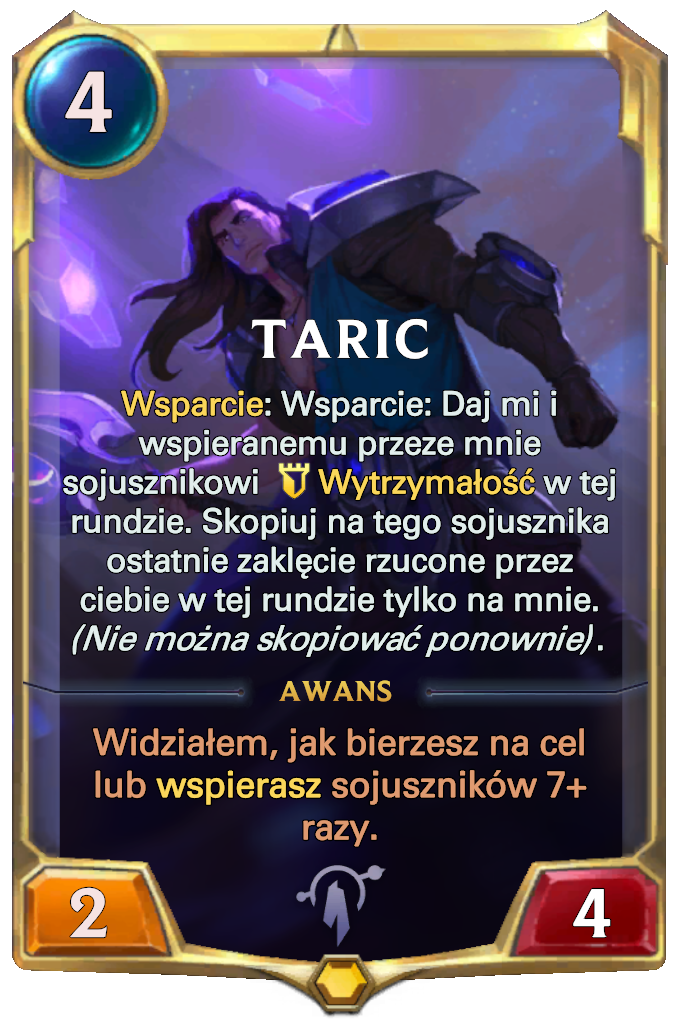 4
TARIC
Wsparcie: Wsparcie: Daj mi i
wspieranemu przeze mnie
sojusznikowi Wytrzymałość w tej
rundzie. Skopiuj na tego sojusznika
ostatnie zaklęcie rzucone przez
ciebie w tej rundzie tylko na mnie.
(Nie można skopiować ponownie).
AWANS
Widziałem, jak bierzesz na cel
lub wspierasz sojuszników 7+
razy.
2
4